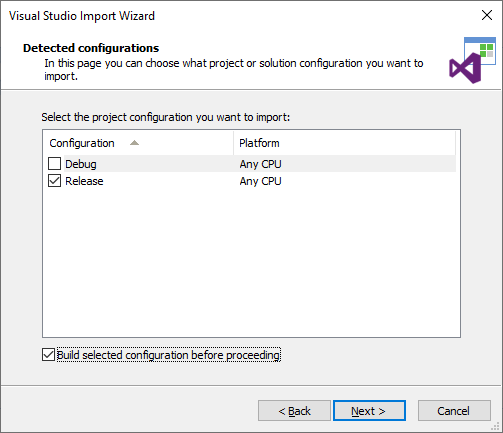 Visual Studio Import Wizard
Detected configurations
In this page you can choose what project or solution configuration you want to
import.
Select the project configuration you want to import:
Configuration Platform
Debug Any CPU
Release Any CPU
Build selected configuration before proceeding
< Back Next > Cancel